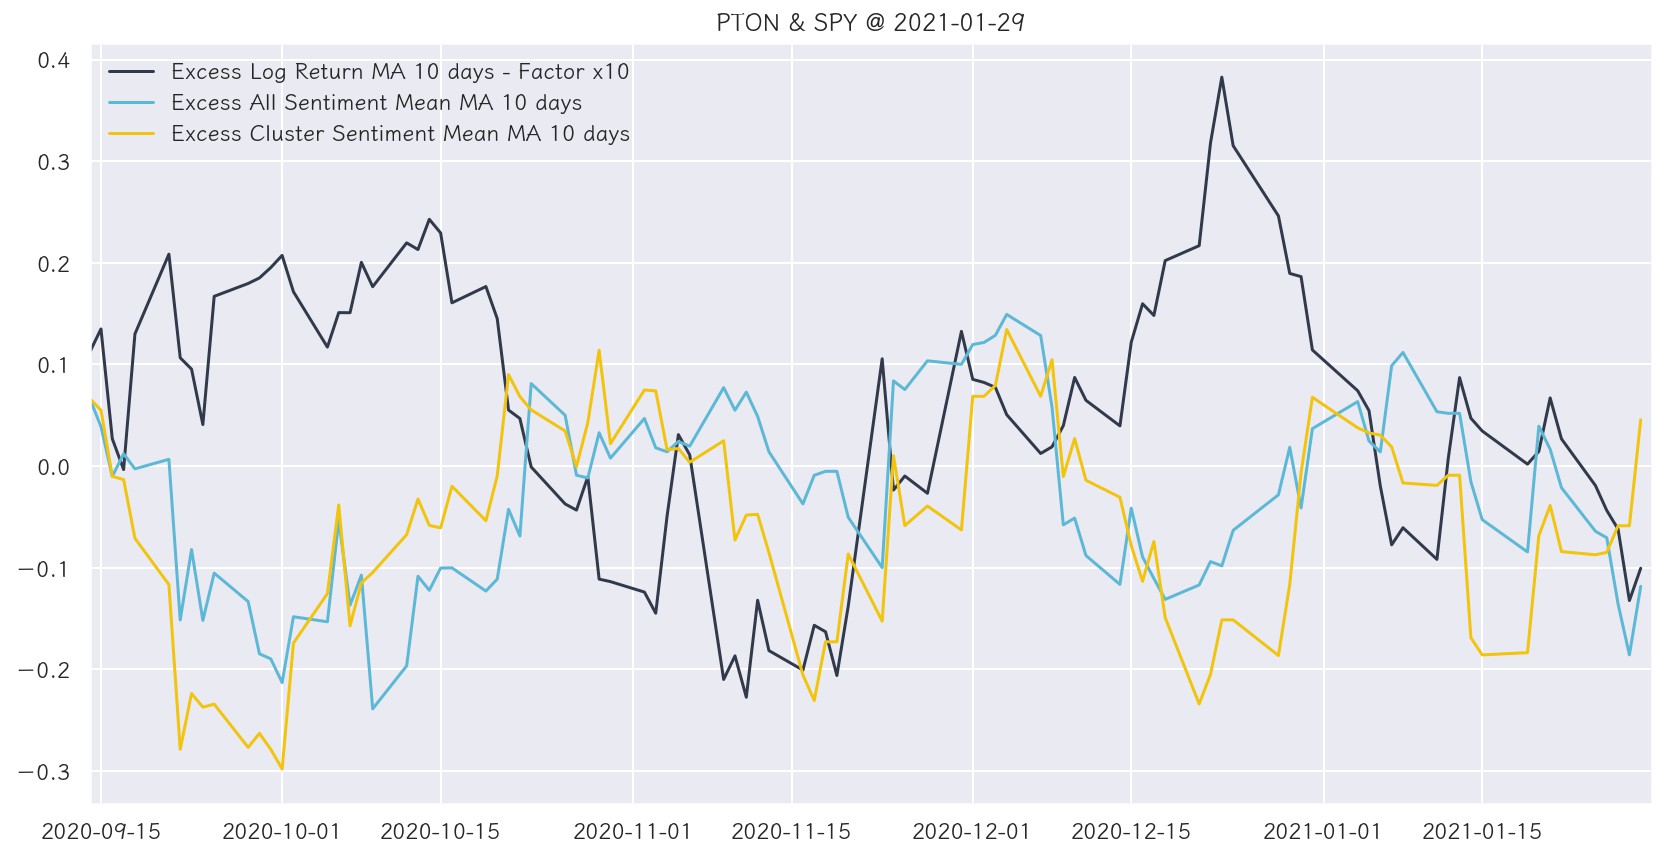 PTON & SPY @ 2021-01-29
0.4
0.3
0.2
0.1
0.0
−0.1
−0.2
−0.3
Excess Log Return MA 10 days - Factor x10
Excess All Sentiment Mean MA 10 days
Excess Cluster Sentiment Mean MA 10 days
2020-09-15 2020-10-01 2020-10-15 2020-11-01 2020-11-15 2020-12-01 2020-12-15 2021-01-01 2021-01-15